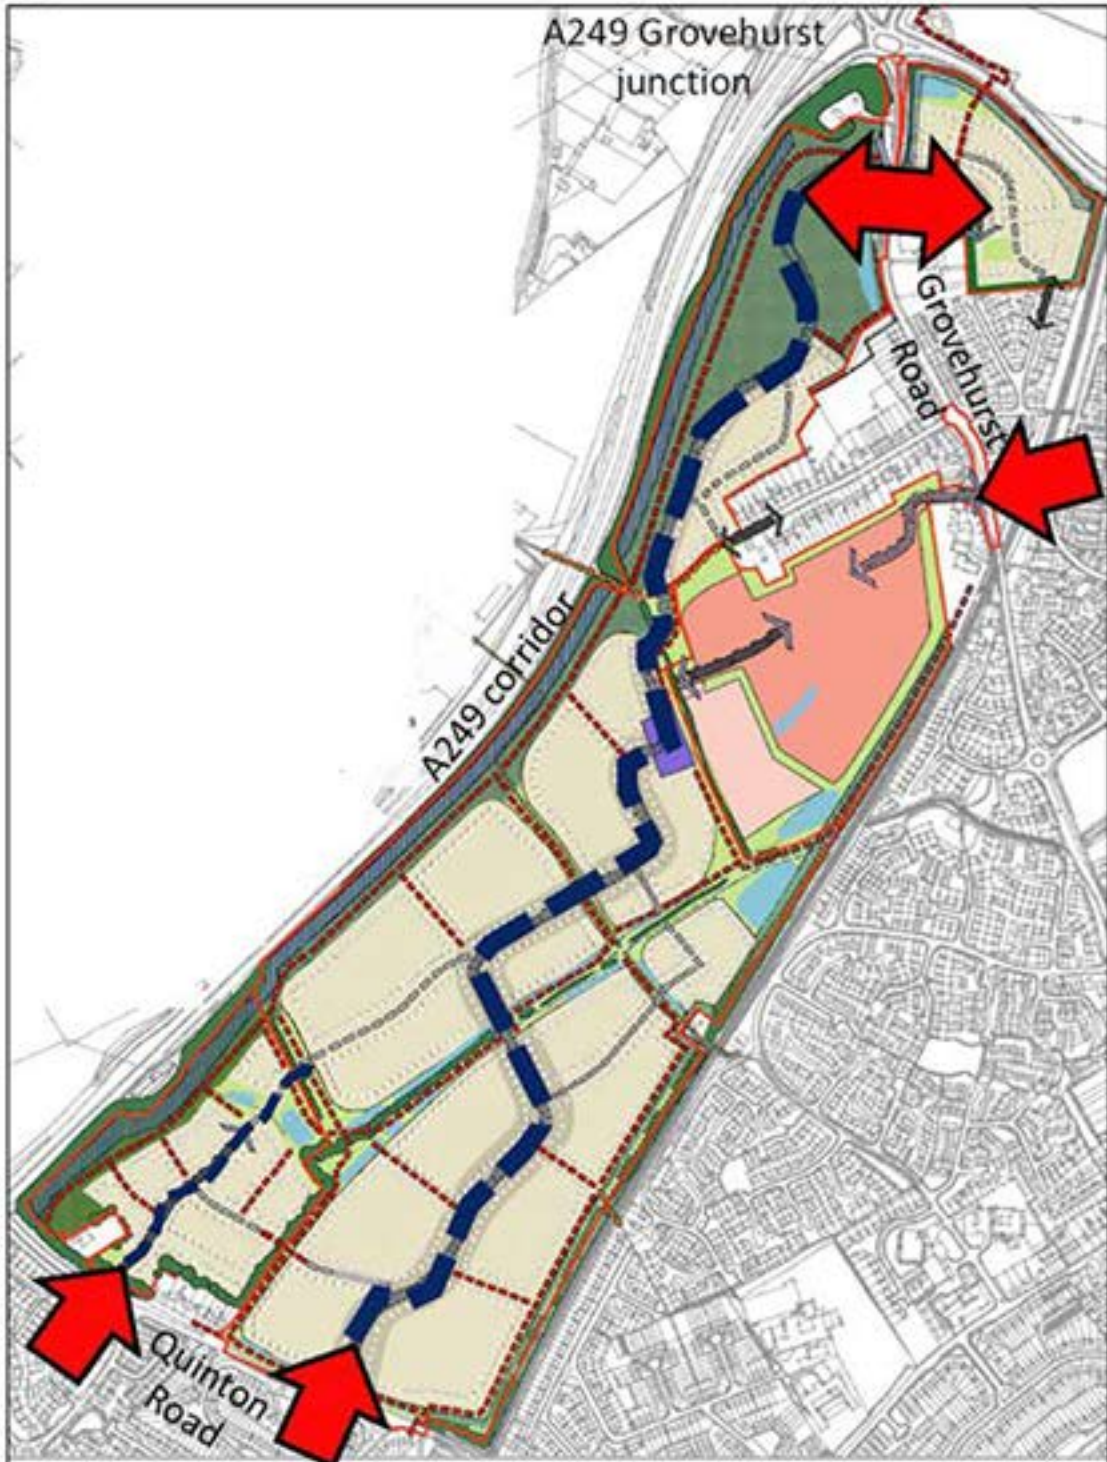 A249 Grovehurst
junction
Grovehurst
Road
A249 corridor
Quinton
Road